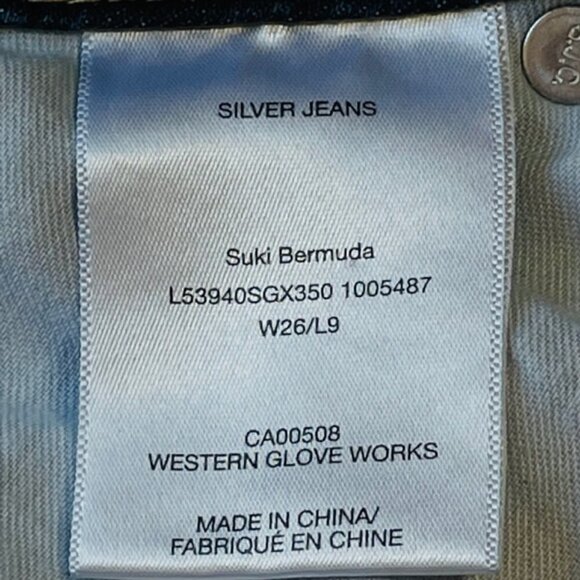 SILVER JEANS
Suki Bermuda
L53940SGX350 1005487
W26/L9
CA00508
WESTERN GLOVE WORKS
MADE IN CHINA/
FABRIQUÉ EN CHINE